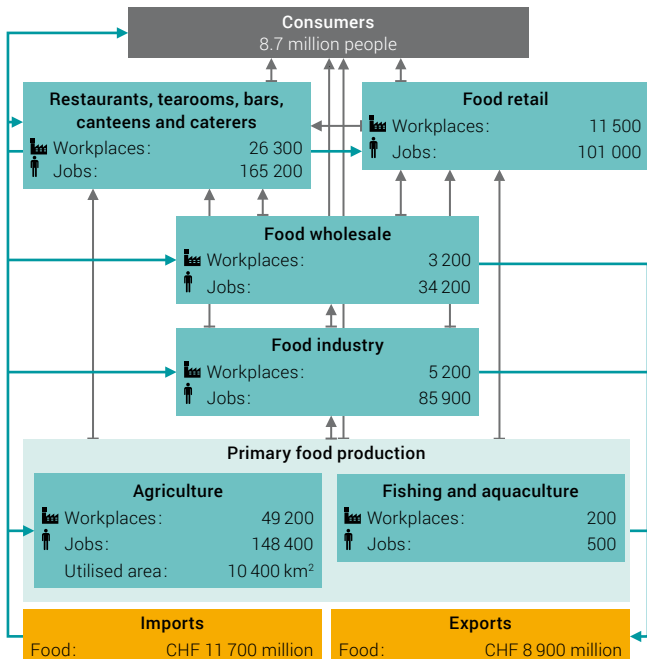 Consumers
8.7 million people
Restaurants, tearooms, bars,
canteens and caterers
Workplaces: 26 300
Jobs: 165 200
Food retail
Workplaces: 11 500
Jobs: 101 000
Food wholesale
Workplaces: 3 200
Jobs: 34 200
Food industry
Workplaces: 5 200
Jobs: 85 900
Primary food production
Agriculture
Workplaces: 49 200
Jobs: 148 400
Utilised area: 10 400 km²
Fishing and aquaculture
Workplaces: 200
Jobs: 500
Imports
Food: CHF 11 700 million
Exports
Food: CHF 8 900 million